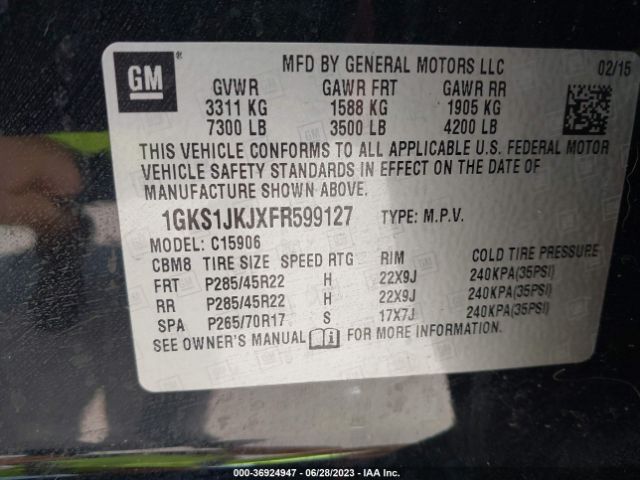 GM
MFD BY GENERAL MOTORS LLC 02/15
GVWR GAWR FRT GAWR RR
3311 KG 1588 KG 1905 KG
7300 LB 3500 LB 4200 LB
THIS VEHICLE CONFORMS TO ALL APPLICABLE U.S. FEDERAL MOTOR
VEHICLE SAFETY STANDARDS IN EFFECT ON THE DATE OF
MANUFACTURE SHOWN ABOVE.
1GKS1JKJXFR599127 TYPE: M.P.V.
MODEL: C15906
CBM8 TIRE SIZE SPEED RTG RIM COLD TIRE PRESSURE
FRT P285/45R22 H 22X9J 240KPA(35PSI)
RR P285/45R22 H 22X9J 240KPA(35PSI)
SPA P265/70R17 S 17X7J 240KPA(35PSI)
SEE OWNER'S MANUAL FOR MORE INFORMATION
000-36924947 - 06/28/2023 - IAA Inc.